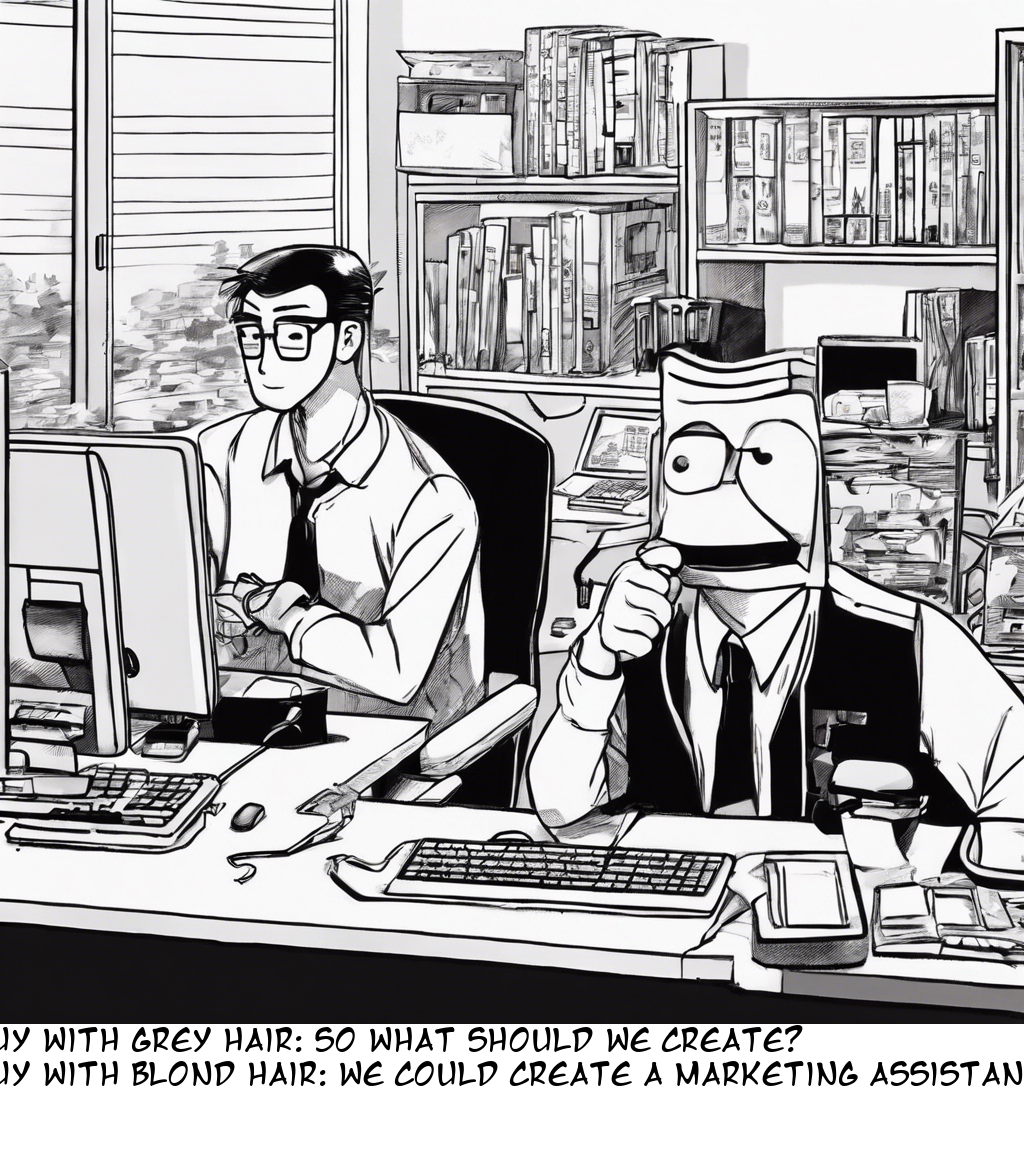 UY WITH GREY HAIR: SO WHAT SHOULD WE CREATE?
UY WITH BLOND HAIR: WE COULD CREATE A MARKETING ASSISTAN